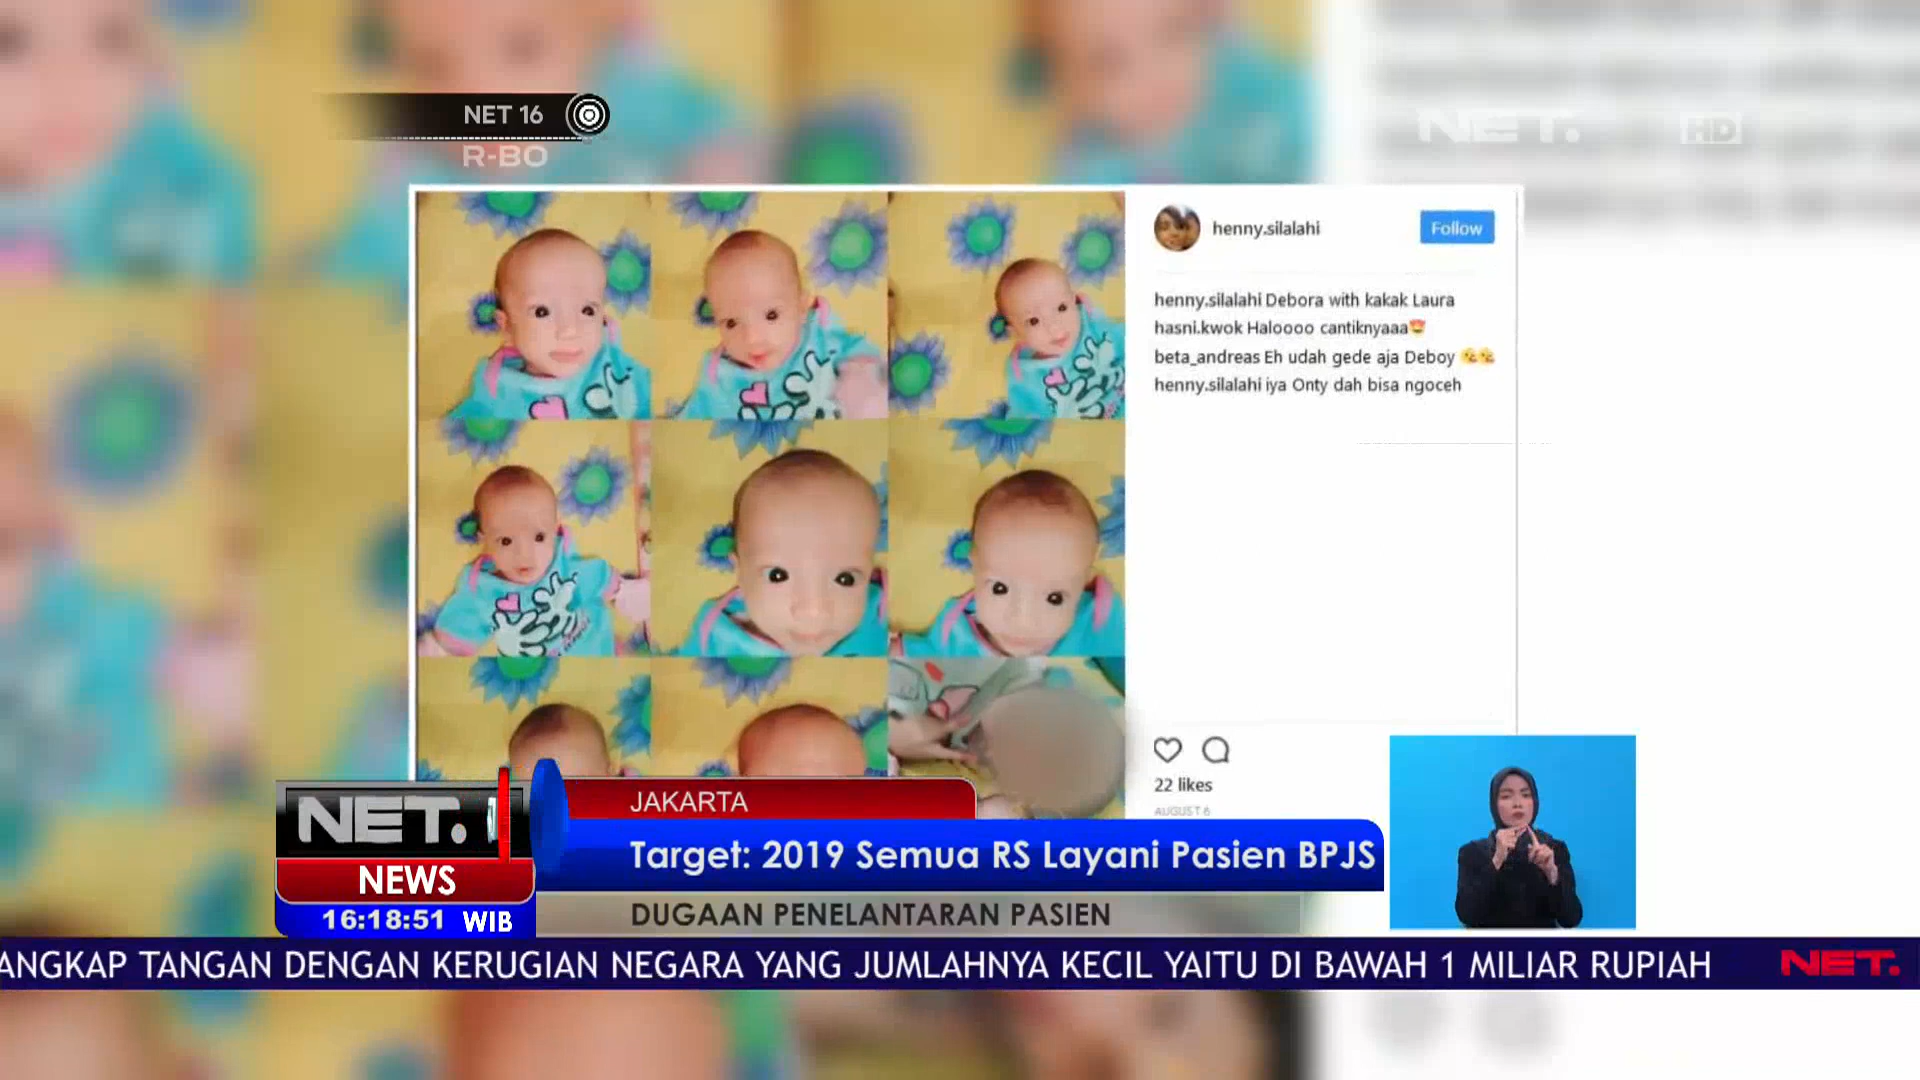 NET 16
R-BO
NET.
HD
henny.silalahi
Follow
henny.silalahi Debora with kakak Laura
hasni.kwok Haloooo cantiknyaaa😍
beta_andreas Eh udah gede aja Deboy 😘😘
henny.silalahi iya Onty dah bisa ngoceh
22 likes
AUGUST 6
JAKARTA
Target: 2019 Semua RS Layani Pasien BPJS
DUGAAN PENELANTARAN PASIEN
NET.
NEWS
16:18:51 WIB
ANGKAP TANGAN DENGAN KERUGIAN NEGARA YANG JUMLAHNYA KECIL YAITU DI BAWAH 1 MILIAR RUPIAH
NET.